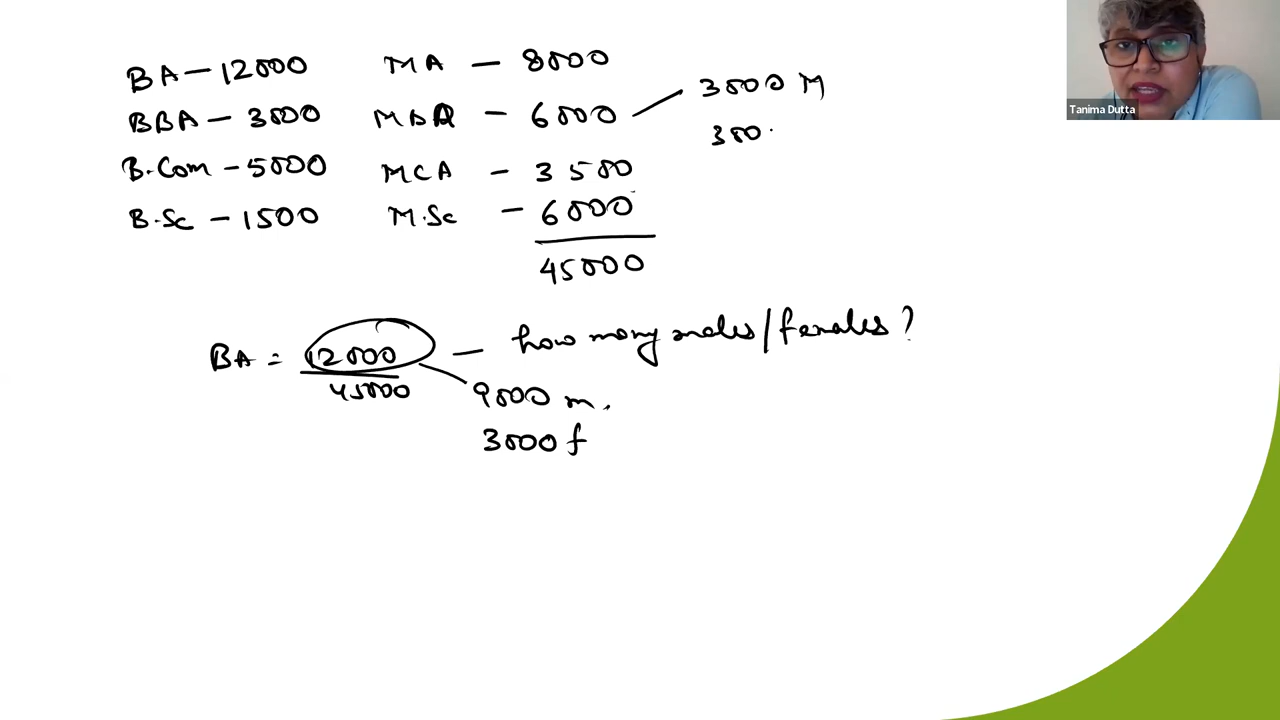 BA – 12000 MA – 8000
3000 M
BBA – 3000 MBA – 6000
300
B.Com – 5000 MCA – 3500
B.Sc – 1500 M.Sc – 6000
45000
BA = 12000 — how many males/females?
45000
9000 m.
3000 f
Tanima Dutta